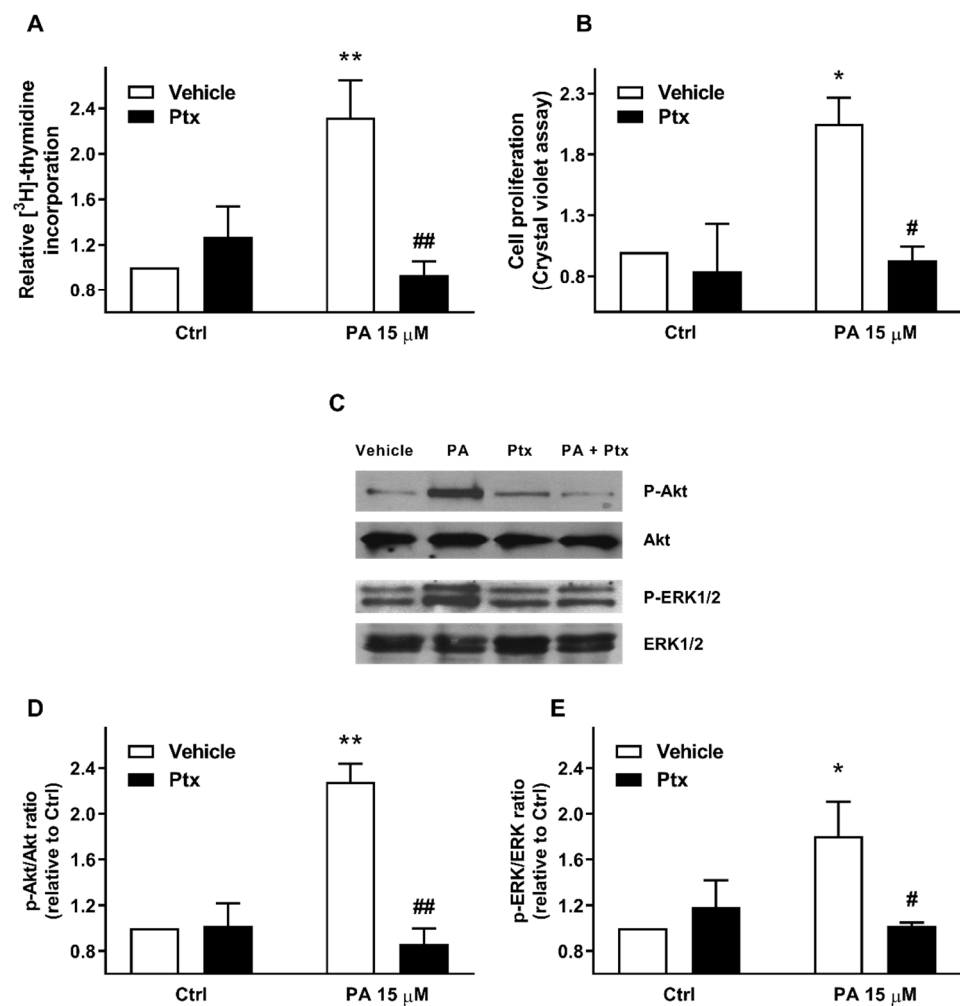 A
Relative [³H]-thymidine
incorporation
2.4
2.0
1.6
1.2
0.8
Vehicle
Ptx
**
##
Ctrl
PA 15 μM
B
Cell proliferation
(Crystal violet assay)
2.3
1.8
1.3
0.8
Vehicle
Ptx
*
#
Ctrl
PA 15 μM
C
Vehicle PA Ptx PA + Ptx
P-Akt
Akt
P-ERK1/2
ERK1/2
D
p-Akt/Akt ratio
(relative to Ctrl)
2.4
2.0
1.6
1.2
0.8
Vehicle
Ptx
**
##
Ctrl
PA 15 μM
E
p-ERK/ERK ratio
(relative to Ctrl)
2.4
2.0
1.6
1.2
0.8
Vehicle
Ptx
*
#
Ctrl
PA 15 μM